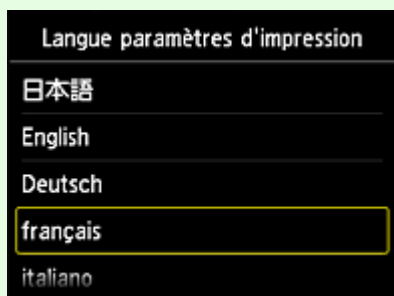 Langue paramètres d'impression
日本語
English
Deutsch
français
italiano